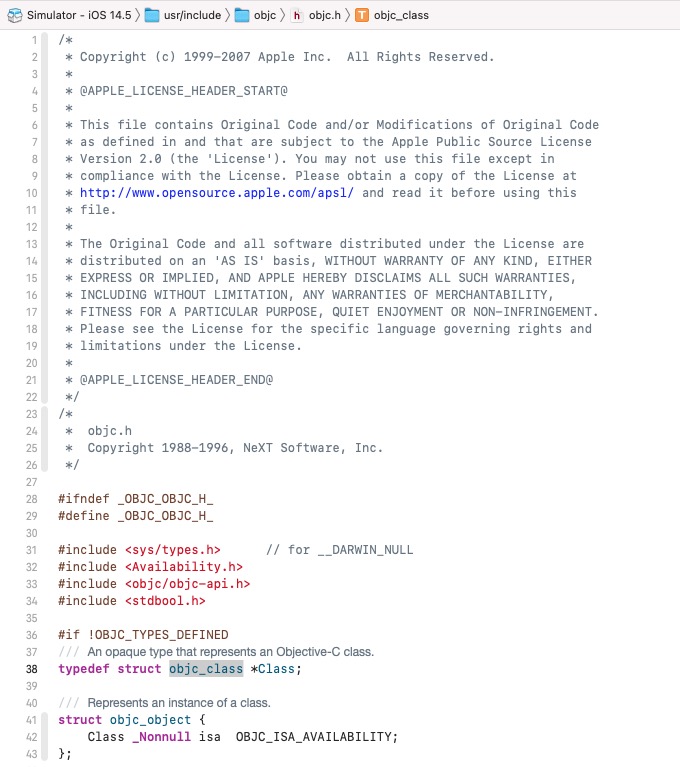 Simulator - iOS 14.5 〉 usr/include 〉 objc 〉 h objc.h 〉 T objc_class
1 /*
2  * Copyright (c) 1999–2007 Apple Inc.  All Rights Reserved.
3  *
4  * @APPLE_LICENSE_HEADER_START@
5  *
6  * This file contains Original Code and/or Modifications of Original Code
7  * as defined in and that are subject to the Apple Public Source License
8  * Version 2.0 (the 'License'). You may not use this file except in
9  * compliance with the License. Please obtain a copy of the License at
10  * http://www.opensource.apple.com/apsl/ and read it before using this
11  * file.
12  *
13  * The Original Code and all software distributed under the License are
14  * distributed on an 'AS IS' basis, WITHOUT WARRANTY OF ANY KIND, EITHER
15  * EXPRESS OR IMPLIED, AND APPLE HEREBY DISCLAIMS ALL SUCH WARRANTIES,
16  * INCLUDING WITHOUT LIMITATION, ANY WARRANTIES OF MERCHANTABILITY,
17  * FITNESS FOR A PARTICULAR PURPOSE, QUIET ENJOYMENT OR NON-INFRINGEMENT.
18  * Please see the License for the specific language governing rights and
19  * limitations under the License.
20  *
21  * @APPLE_LICENSE_HEADER_END@
22  */
23 /*
24  *  objc.h
25  *  Copyright 1988-1996, NeXT Software, Inc.
26  */
27
28 #ifndef _OBJC_OBJC_H_
29 #define _OBJC_OBJC_H_
30
31 #include <sys/types.h>      // for __DARWIN_NULL
32 #include <Availability.h>
33 #include <objc/objc-api.h>
34 #include <stdbool.h>
35
36 #if !OBJC_TYPES_DEFINED
37 /// An opaque type that represents an Objective-C class.
38 typedef struct objc_class *Class;
39
40 /// Represents an instance of a class.
41 struct objc_object {
42     Class _Nonnull isa  OBJC_ISA_AVAILABILITY;
43 };